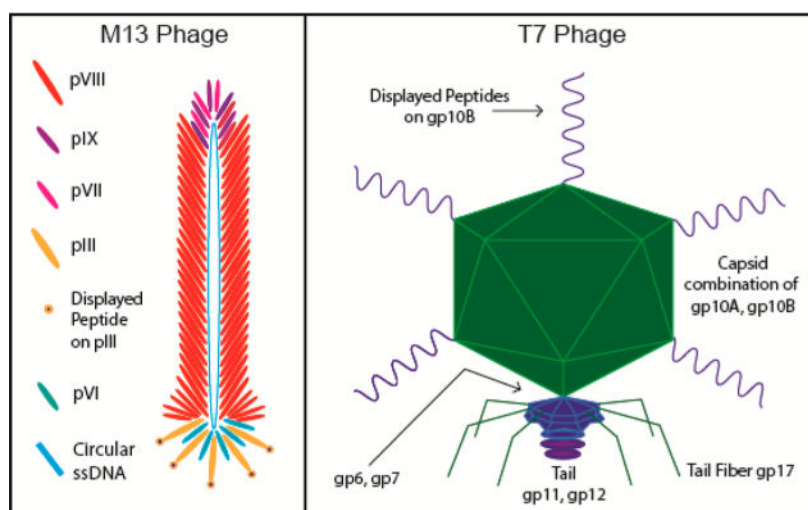 M13 Phage
pVIII
pIX
pVII
pIII
Displayed
Peptide
on pIII
pVI
Circular
ssDNA
T7 Phage
Displayed Peptides
on gp10B
Capsid
combination of
gp10A, gp10B
gp6, gp7
Tail
gp11, gp12
Tail Fiber gp17